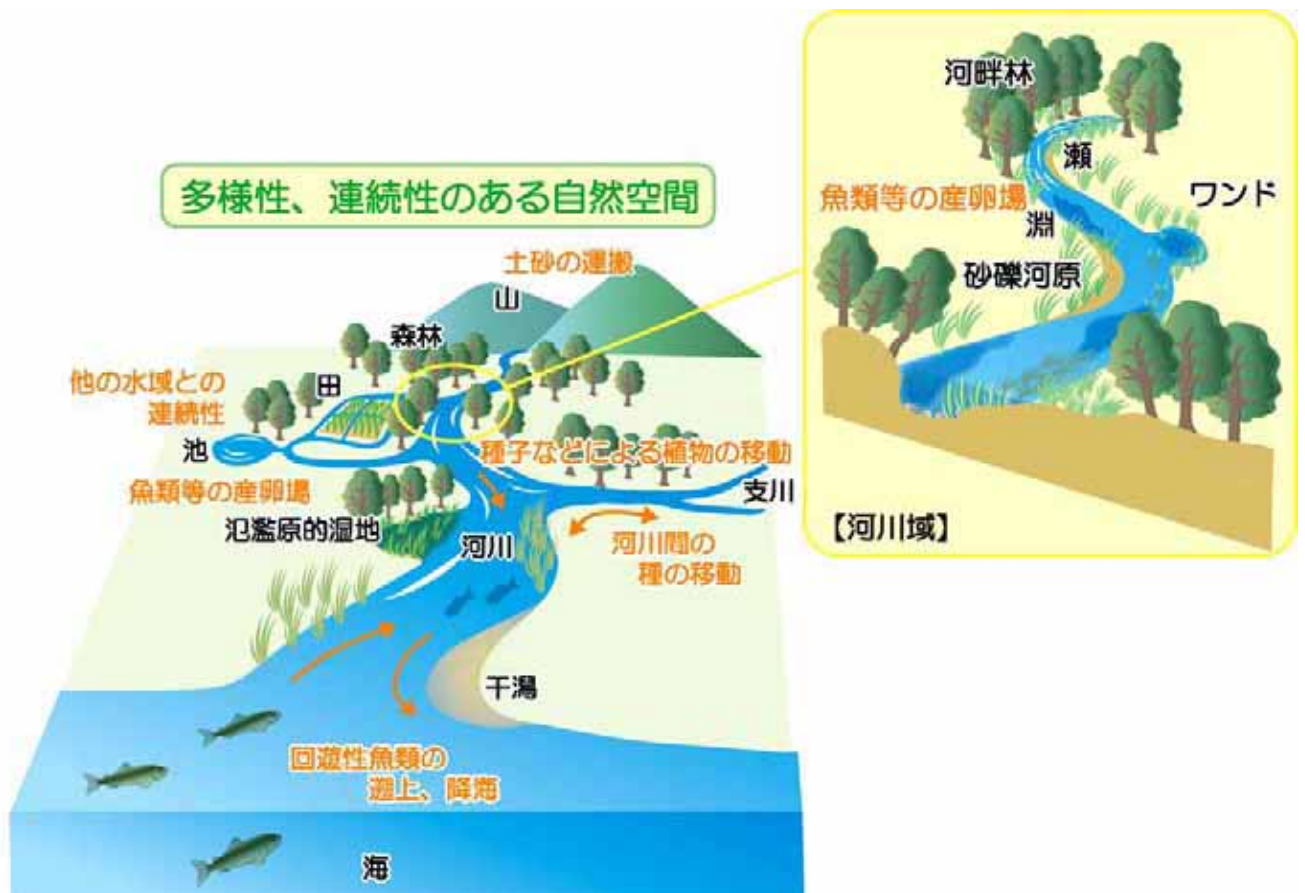 多様性、連続性のある自然空間
土砂の運搬
山
森林
田
他の水域との
連続性
池
種子などによる植物の移動
魚類等の産卵場
支川
氾濫原的湿地
河川
河川間の
種の移動
干潟
回遊性魚類の
遡上、降海
海
河畔林
瀬
ワンド
魚類等の産卵場
淵
砂礫河原
【河川域】